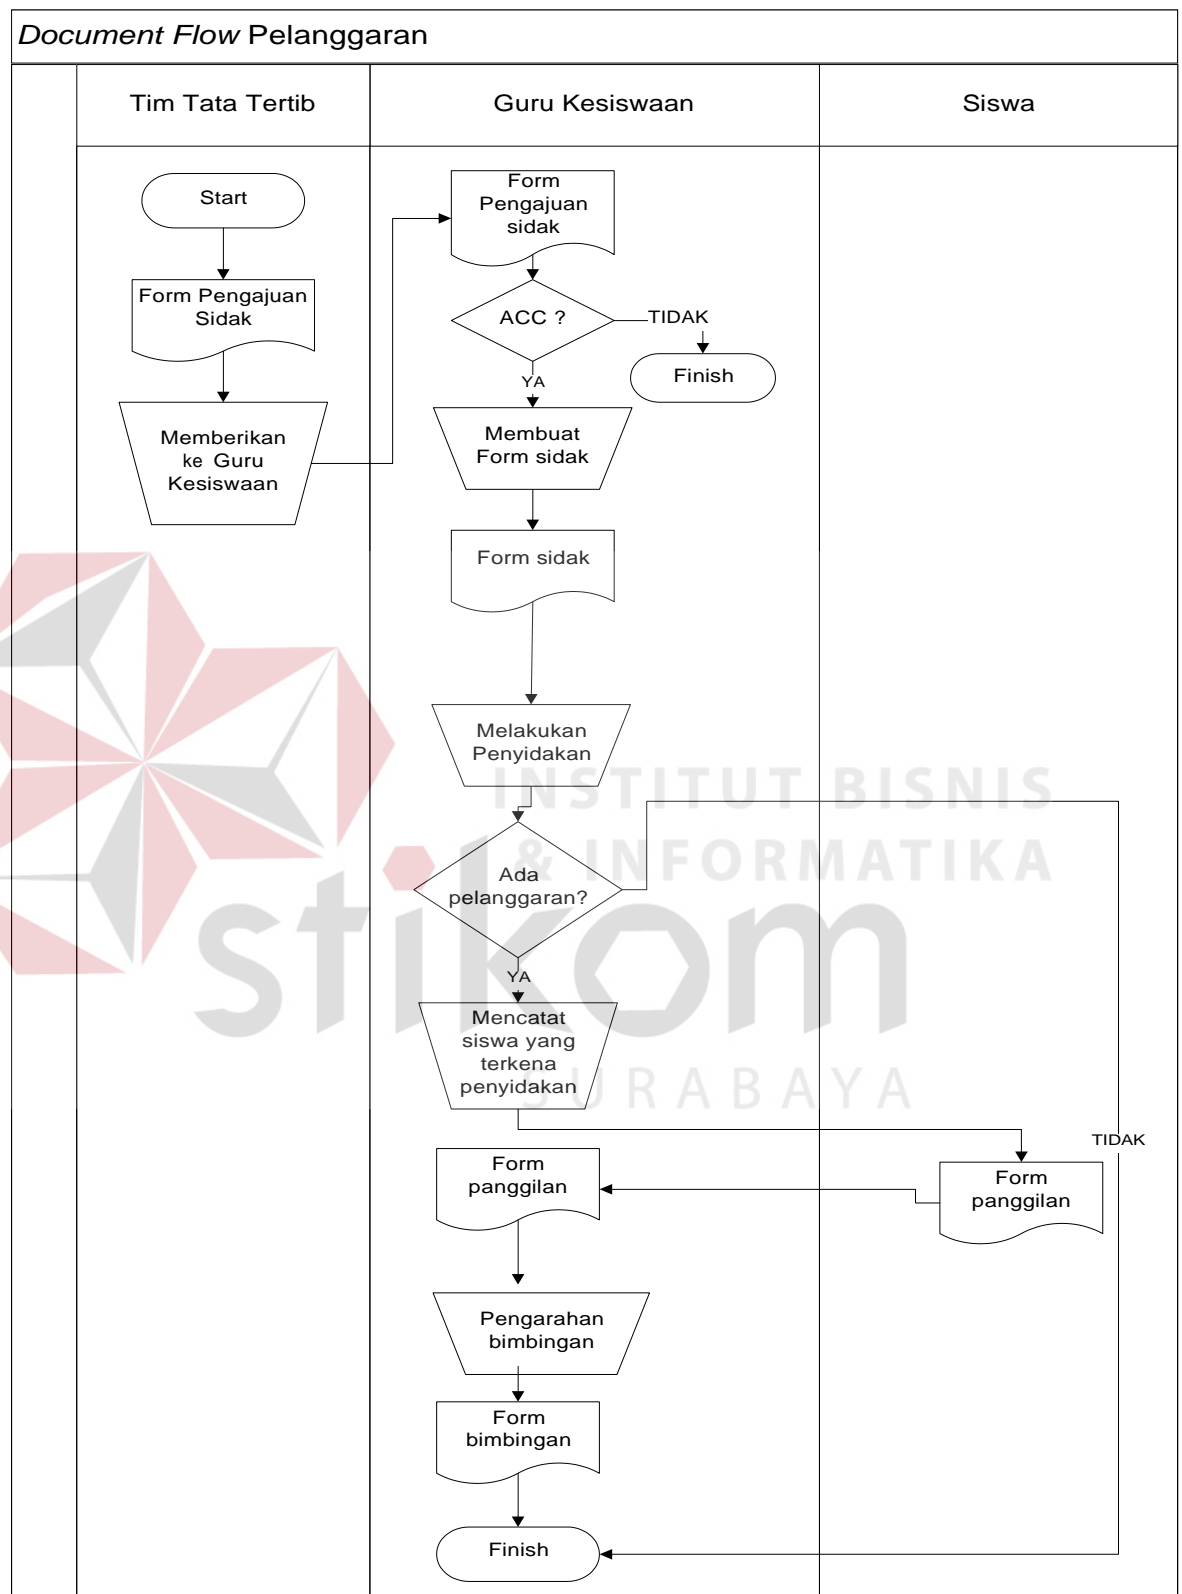 Document Flow Pelanggaran
Tim Tata Tertib
Guru Kesiswaan
Siswa
Start
Form Pengajuan
Sidak
Memberikan
ke Guru
Kesiswaan
Form
Pengajuan
sidak
ACC ?
TIDAK
Finish
YA
Membuat
Form sidak
Form sidak
Melakukan
Penyidakan
Ada
pelanggaran?
YA
Mencatat
siswa yang
terkena
penyidakan
TIDAK
Form
panggilan
Form
panggilan
Pengarahan
bimbingan
Form
bimbingan
Finish
INSTITUT BISNIS
& INFORMATIKA
stikom
SURABAYA